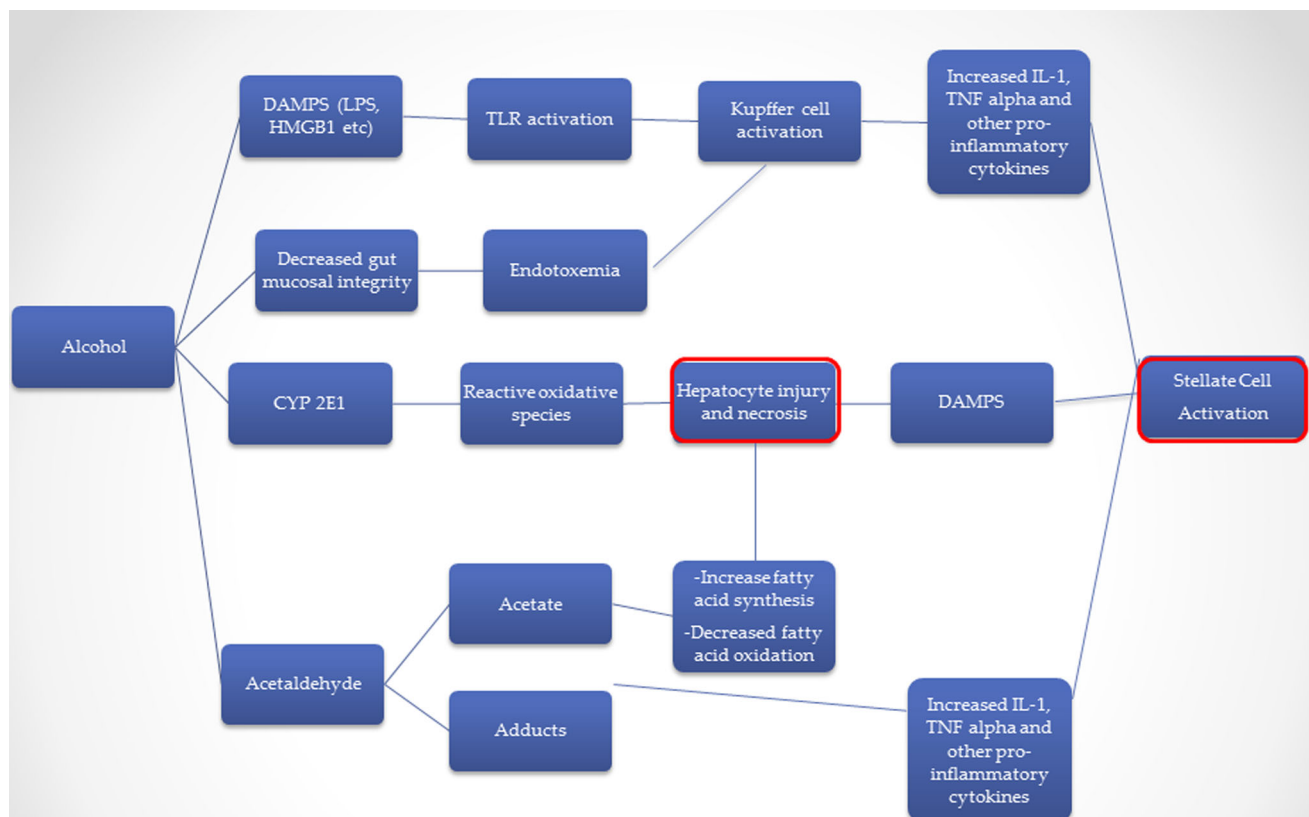 DAMPS (LPS,
HMGB1 etc)
TLR activation
Kupffer cell
activation
Increased IL-1,
TNF alpha and
other pro-
inflammatory
cytokines
Decreased gut
mucosal integrity
Endotoxemia
Alcohol
CYP 2E1
Reactive oxidative
species
Hepatocyte injury
and necrosis
DAMPS
Stellate Cell
Activation
Acetaldehyde
Acetate
-Increase fatty
acid synthesis
-Decreased fatty
acid oxidation
Adducts
Increased IL-1,
TNF alpha and
other pro-
inflammatory
cytokines